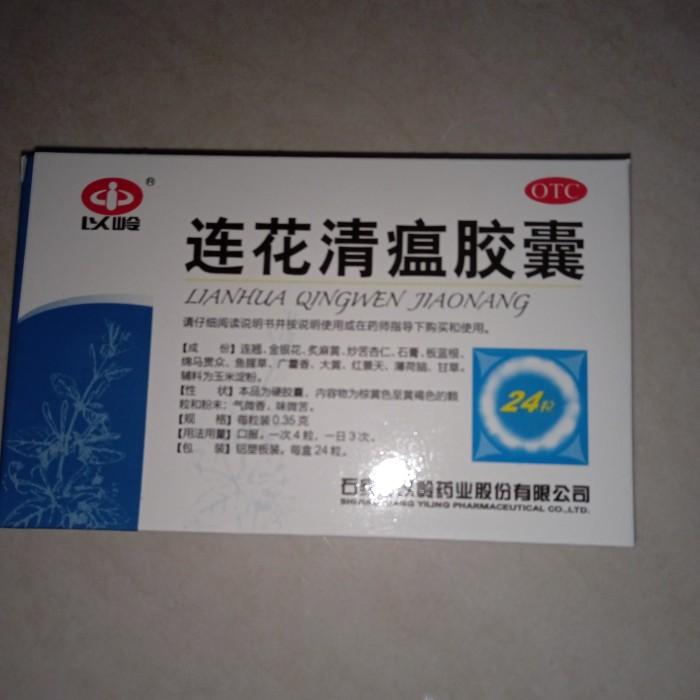 以岭
®
OTC
连花清瘟胶囊
LIANHUA QINGWEN JIAONANG
请仔细阅读说明书并按说明使用或在药师指导下购买和使用。
【成 份】连翘、金银花、炙麻黄、炒苦杏仁、石膏、板蓝根、
绵马贯众、鱼腥草、广藿香、大黄、红景天、薄荷脑、甘草。
辅料为玉米淀粉。
【性 状】本品为硬胶囊，内容物为棕黄色至黄褐色的颗
粒和粉末；气微香，味微苦。
【规 格】每粒装0.35克
【用法用量】口服。一次4粒，一日3次。
【包 装】铝塑板装。每盒24粒。
24粒
石家 以岭药业股份有限公司
YILING PHARMACEUTICAL CO.,LTD.